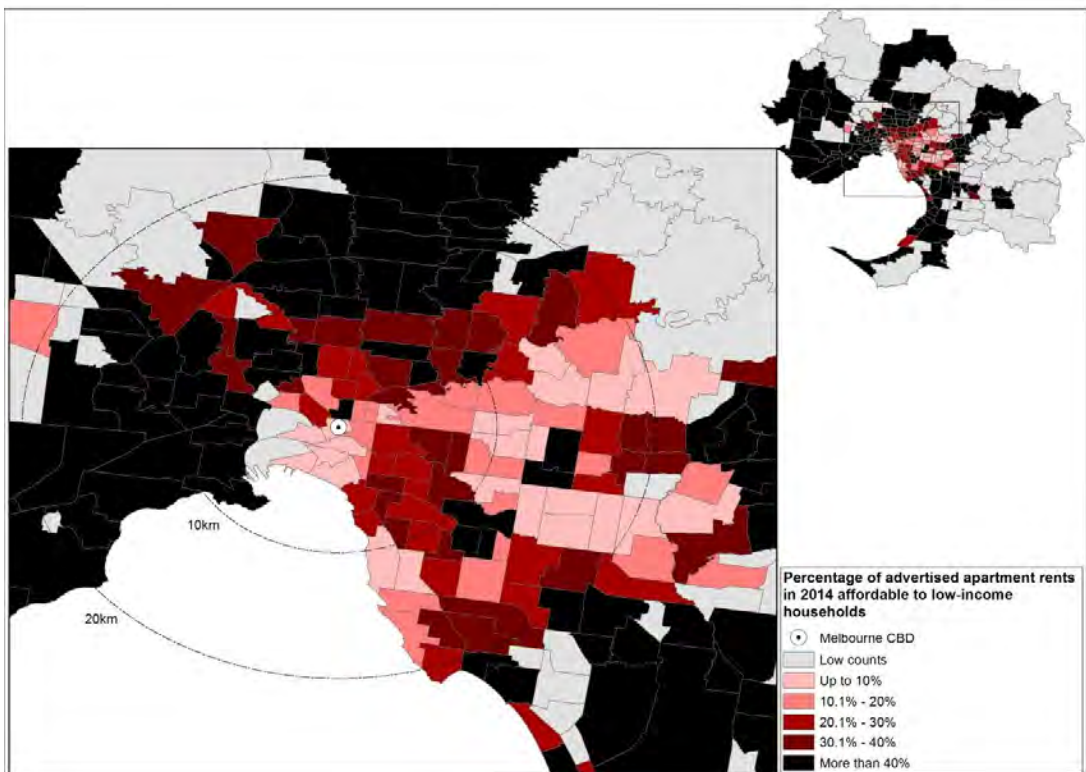 10km
20km
Percentage of advertised apartment rents
in 2014 affordable to low-income
households
Melbourne CBD
Low counts
Up to 10%
10.1% - 20%
20.1% - 30%
30.1% - 40%
More than 40%